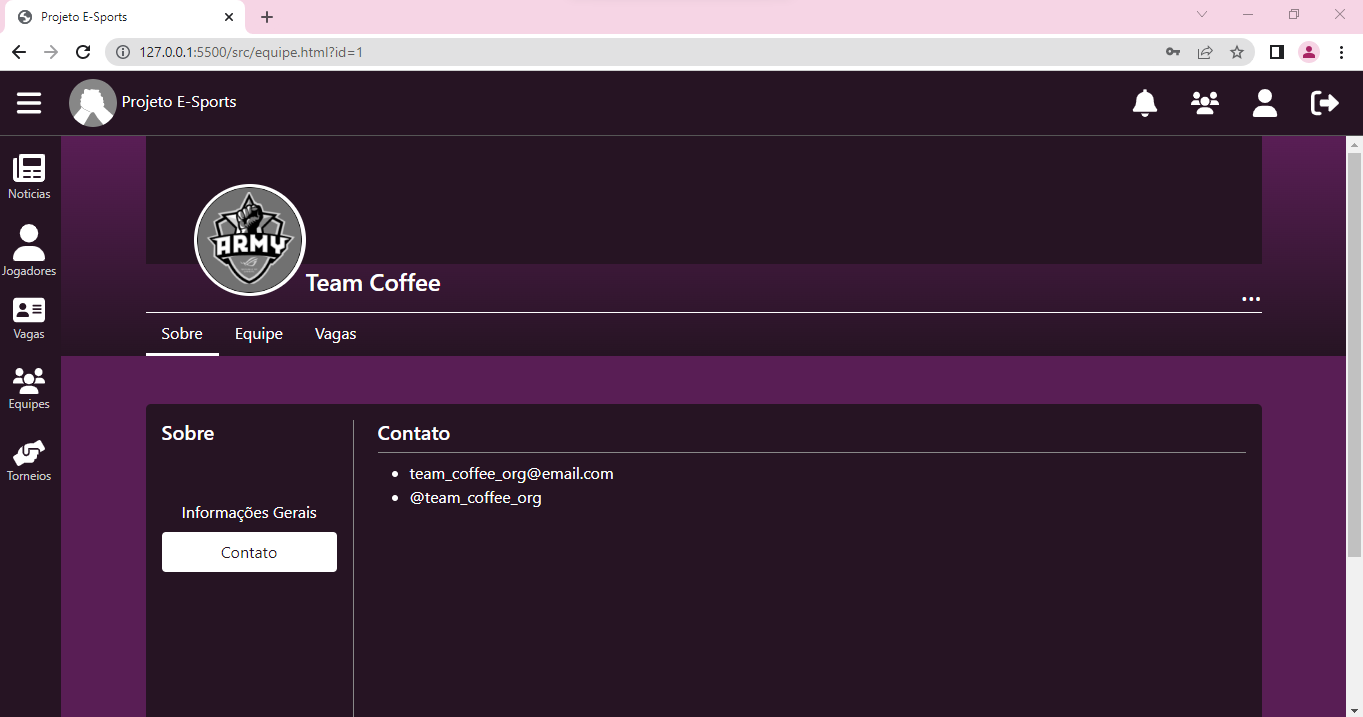 Projeto E-Sports
127.0.0.1:5500/src/equipe.html?id=1
Projeto E-Sports
Noticias
Jogadores
Vagas
Equipes
Torneios
ARMY
Team Coffee
Sobre
Equipe
Vagas
Sobre
Informações Gerais
Contato
Contato
team_coffee_org@email.com
@team_coffee_org